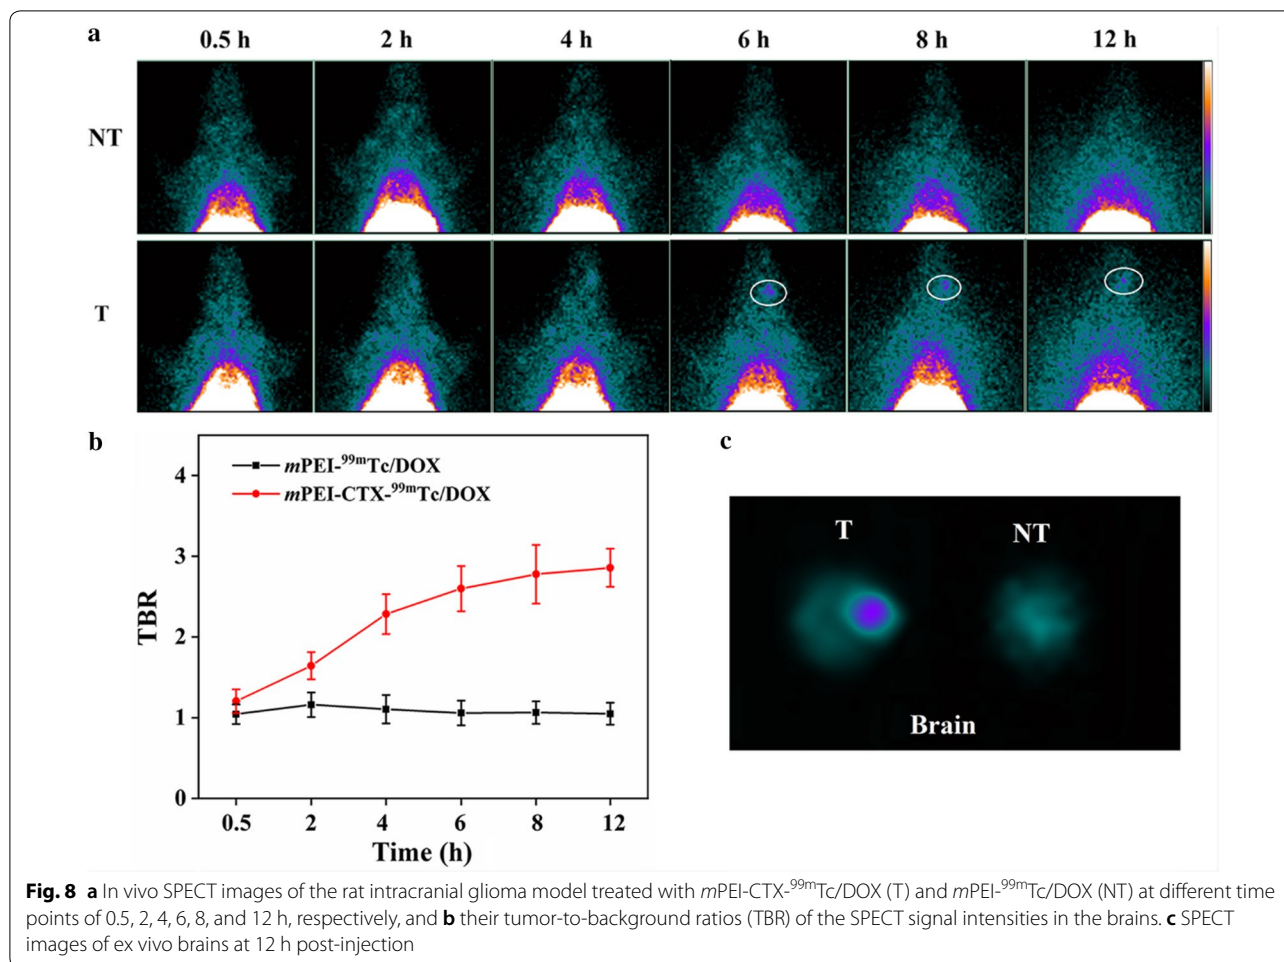 a
0.5 h 2 h 4 h 6 h 8 h 12 h
NT
T
b
mPEI-99mTc/DOX
mPEI-CTX-99mTc/DOX
4
3
2
1
0
TBR
0.5 2 4 6 8 12
Time (h)
c
T NT
Brain
Fig. 8 a In vivo SPECT images of the rat intracranial glioma model treated with mPEI-CTX-99mTc/DOX (T) and mPEI-99mTc/DOX (NT) at different time
points of 0.5, 2, 4, 6, 8, and 12 h, respectively, and b their tumor-to-background ratios (TBR) of the SPECT signal intensities in the brains. c SPECT
images of ex vivo brains at 12 h post-injection